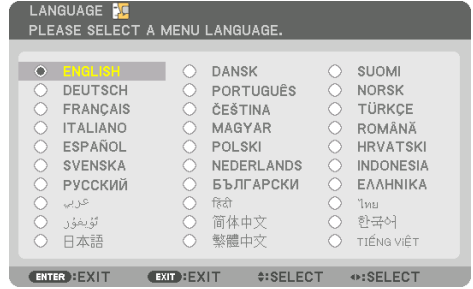 LANGUAGE
PLEASE SELECT A MENU LANGUAGE.
ENGLISH DANSK SUOMI
DEUTSCH PORTUGUÊS NORSK
FRANÇAIS ČEŠTINA TÜRKÇE
ITALIANO MAGYAR ROMÂNĂ
ESPAÑOL POLSKI HRVATSKI
SVENSKA NEDERLANDS INDONESIA
РУССКИЙ БЪЛГАРСКИ ΕΛΛΗΝΙΚΑ
عربي हिंदी ไทย
ئۇيغۇر 简体中文 한국어
日本語 繁體中文 TIẾNG VIỆT
ENTER:EXIT EXIT:EXIT :SELECT :SELECT